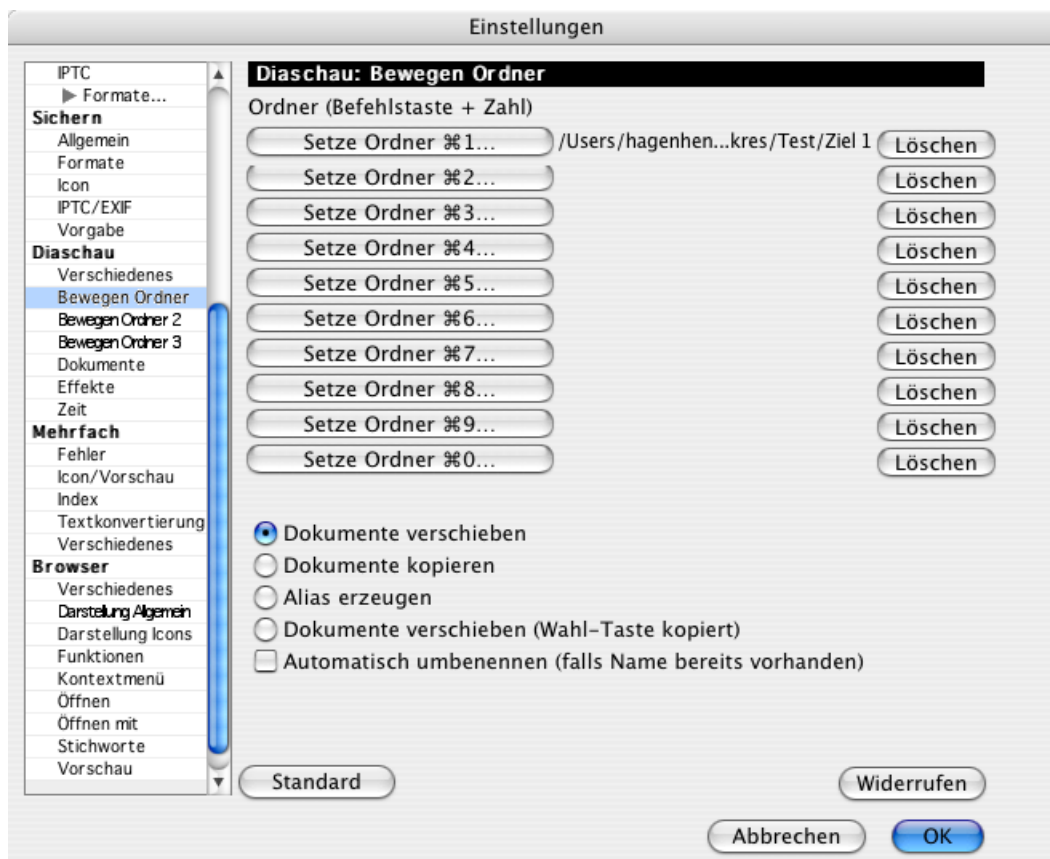 Einstellungen
IPTC
Formate...
Sichern
Allgemein
Formate
Icon
IPTC/EXIF
Vorgabe
Diaschau
Verschiedenes
Bewegen Ordner
Bewegen Ordner 2
Bewegen Ordner 3
Dokumente
Effekte
Zeit
Mehrfach
Fehler
Icon/Vorschau
Index
Textkonvertierung
Verschiedenes
Browser
Verschiedenes
Darstellung Allgemein
Darstellung Icons
Funktionen
Kontextmenü
Öffnen
Öffnen mit
Stichworte
Vorschau
Diaschau: Bewegen Ordner
Ordner (Befehlstaste + Zahl)
Setze Ordner ⌘1... /Users/hagenhen...kres/Test/Ziel 1 Löschen
Setze Ordner ⌘2... Löschen
Setze Ordner ⌘3... Löschen
Setze Ordner ⌘4... Löschen
Setze Ordner ⌘5... Löschen
Setze Ordner ⌘6... Löschen
Setze Ordner ⌘7... Löschen
Setze Ordner ⌘8... Löschen
Setze Ordner ⌘9... Löschen
Setze Ordner ⌘0... Löschen
Dokumente verschieben
Dokumente kopieren
Alias erzeugen
Dokumente verschieben (Wahl-Taste kopiert)
Automatisch umbenennen (falls Name bereits vorhanden)
Standard Widerrufen
Abbrechen OK